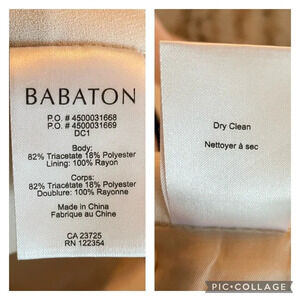 BABATON
P.O. # 4500031668
P.O. # 4500031669
DC1
Body:
82% Triacetate 18% Polyester
Lining: 100% Rayon
Corps:
82% Triacétate 18% Polyester
Doublure: 100% Rayonne
Made in China
Fabrique au Chine
CA 23725
RN 122354
Dry Clean
Nettoyer à sec
PIC•COLLAGE